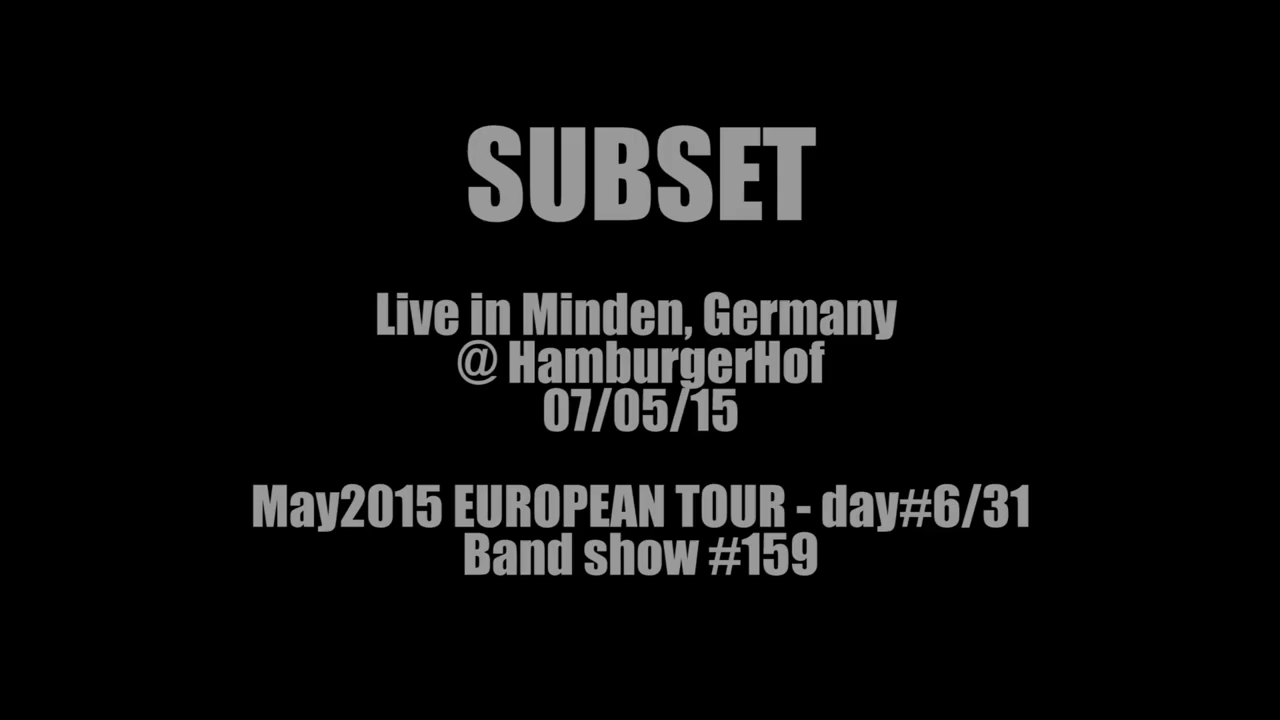 SUBSET
Live in Minden, Germany
@ HamburgerHof
07/05/15
May2015 EUROPEAN TOUR - day#6/31
Band show #159